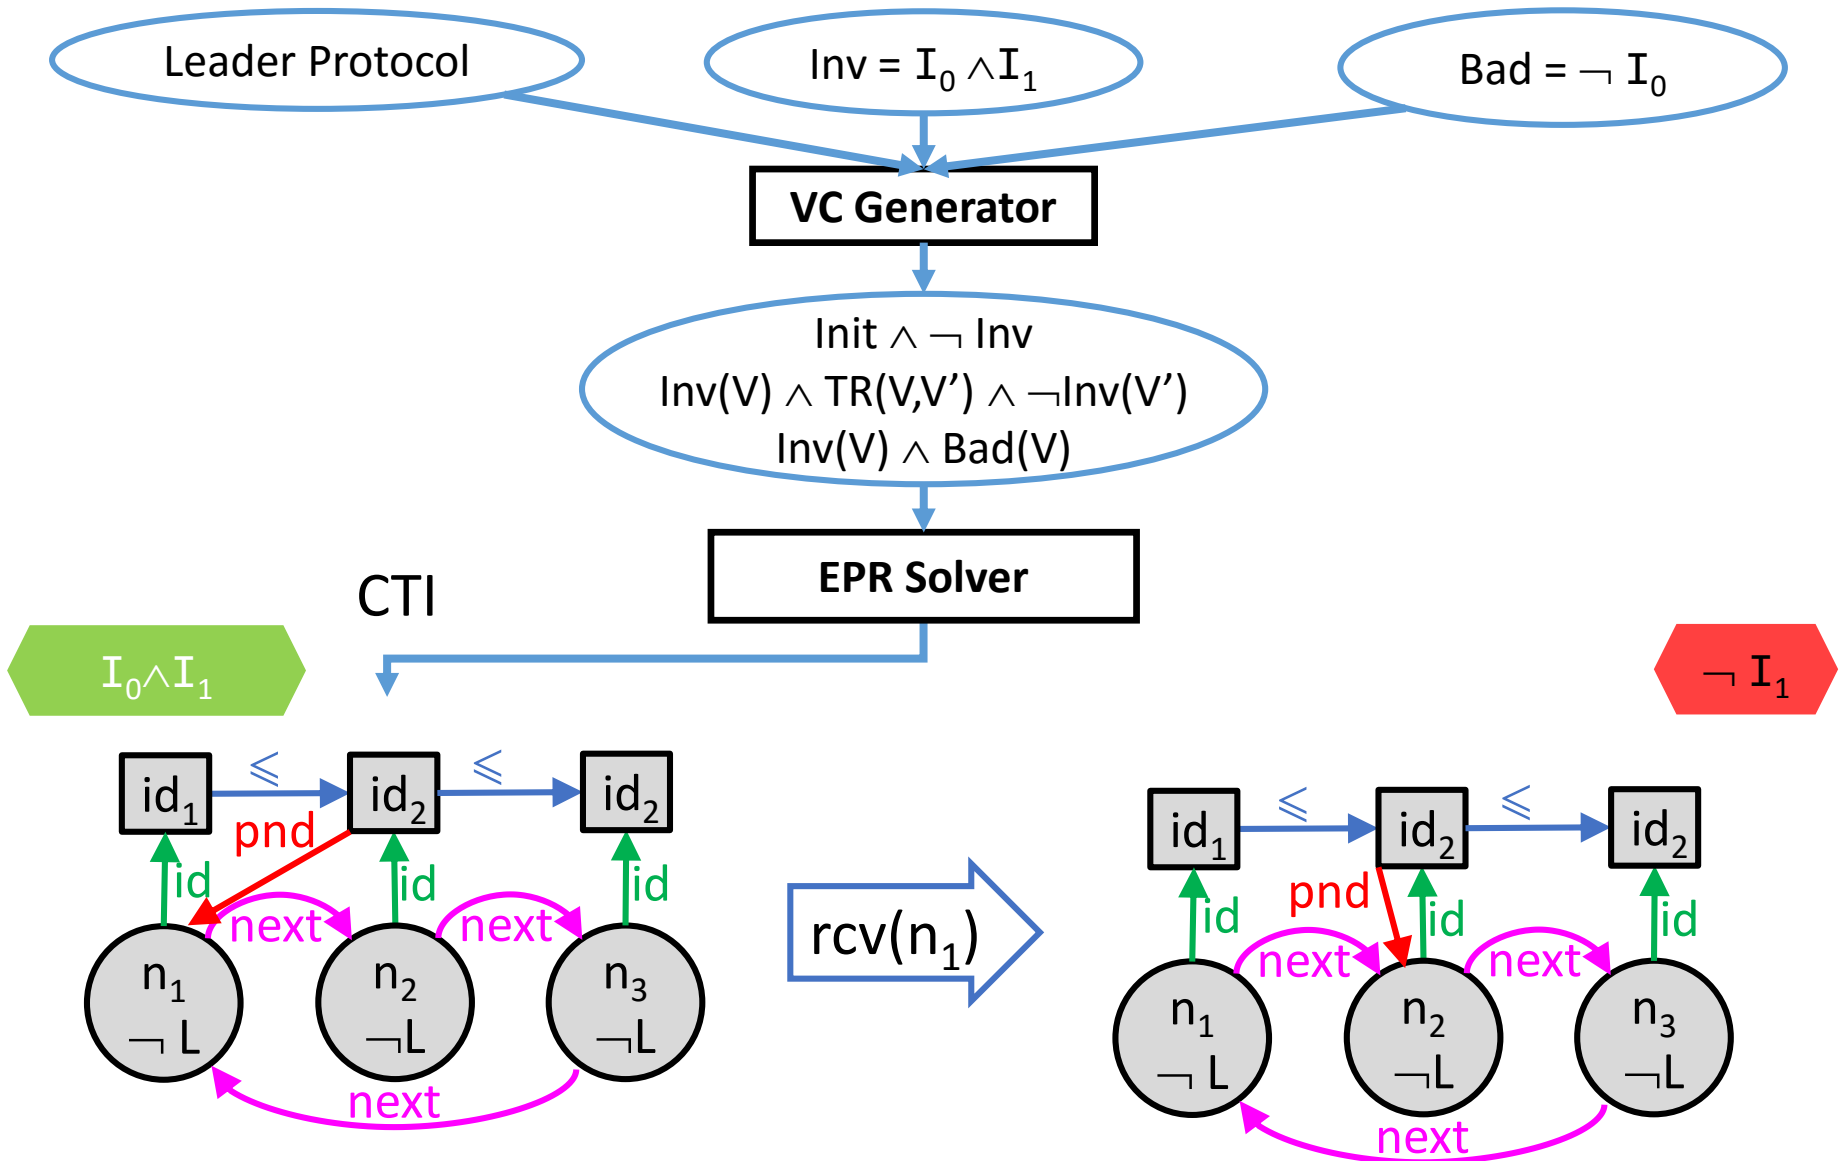 Leader Protocol
Inv = I₀ ∧I₁
Bad = ¬ I₀
VC Generator
Init ∧ ¬ Inv
Inv(V) ∧ TR(V,V’) ∧ ¬Inv(V’)
Inv(V) ∧ Bad(V)
EPR Solver
CTI
I₀∧I₁
¬ I₁
id₁
⩽
id₂
⩽
id₂
pnd
id
id
id
next
next
n₁
¬ L
n₂
¬L
n₃
¬L
next
rcv(n₁)
id₁
⩽
id₂
⩽
id₂
pnd
id
id
id
next
next
n₁
¬ L
n₂
¬L
n₃
¬L
next